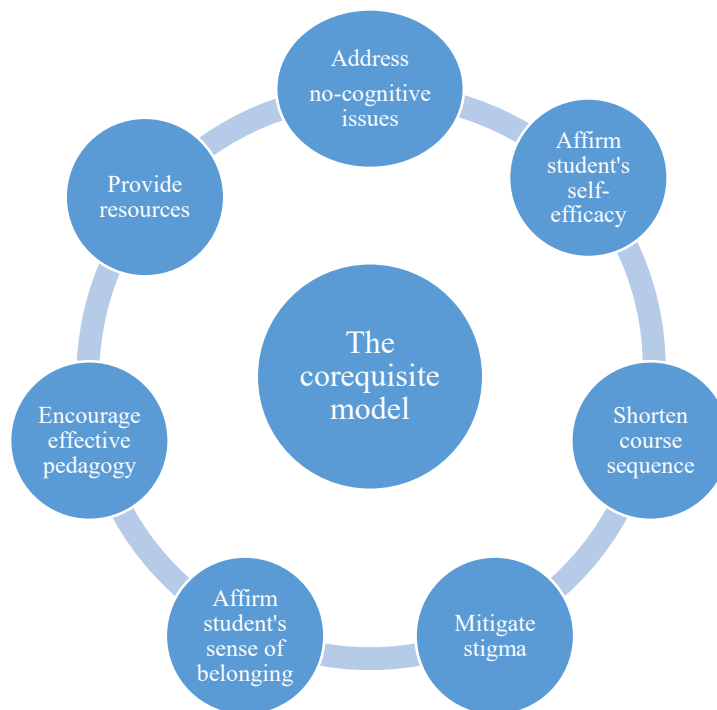 Address
no-cognitive
issues
Affirm
student's
self-
efficacy
Shorten
course
sequence
Mitigate
stigma
Affirm
student's
sense of
belonging
Encourage
effective
pedagogy
Provide
resources
The
corequisite
model